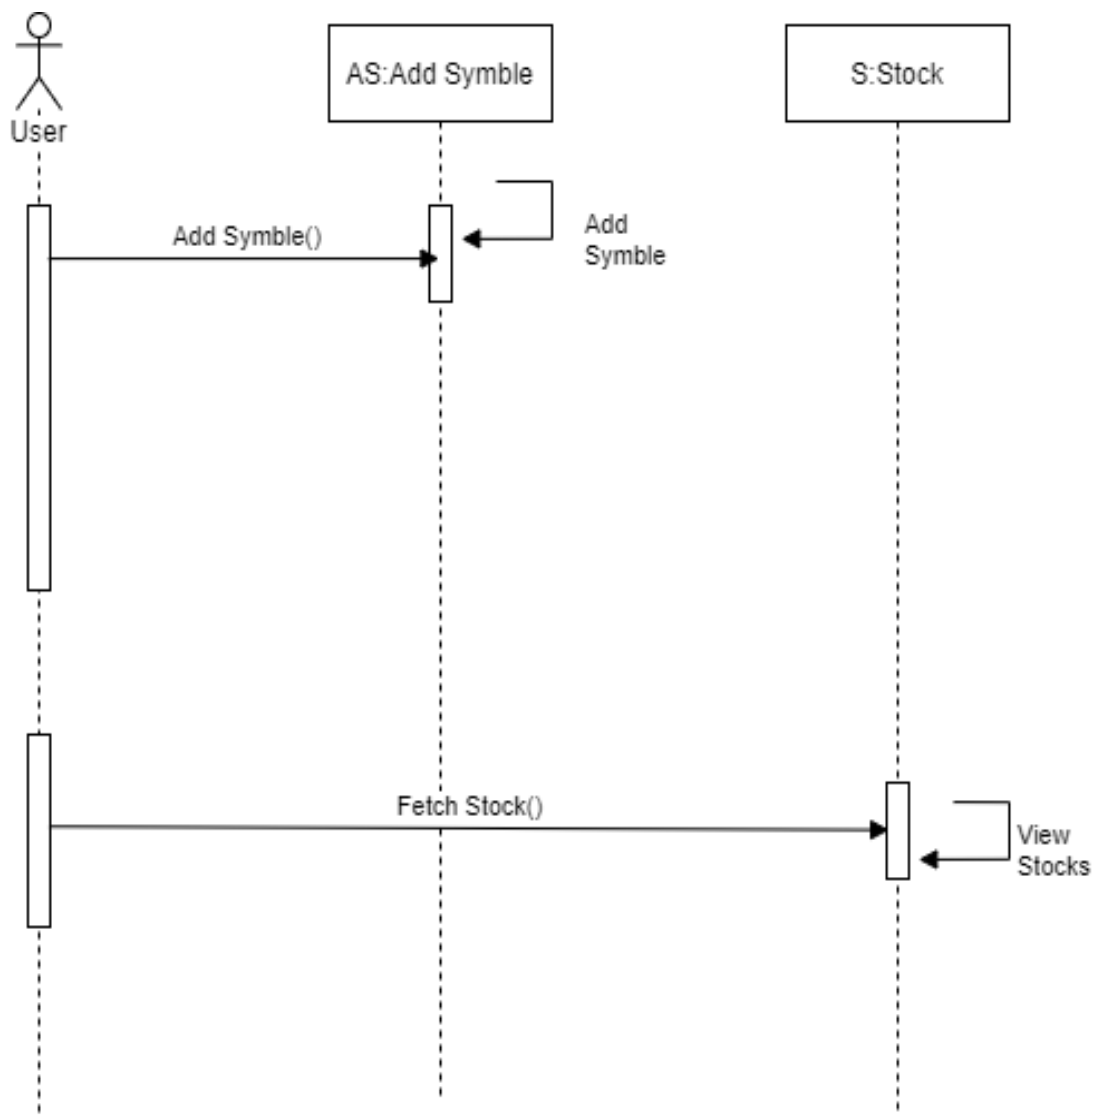 User
AS:Add Symble
S:Stock
Add Symble()
Add
Symble
Fetch Stock()
View
Stocks